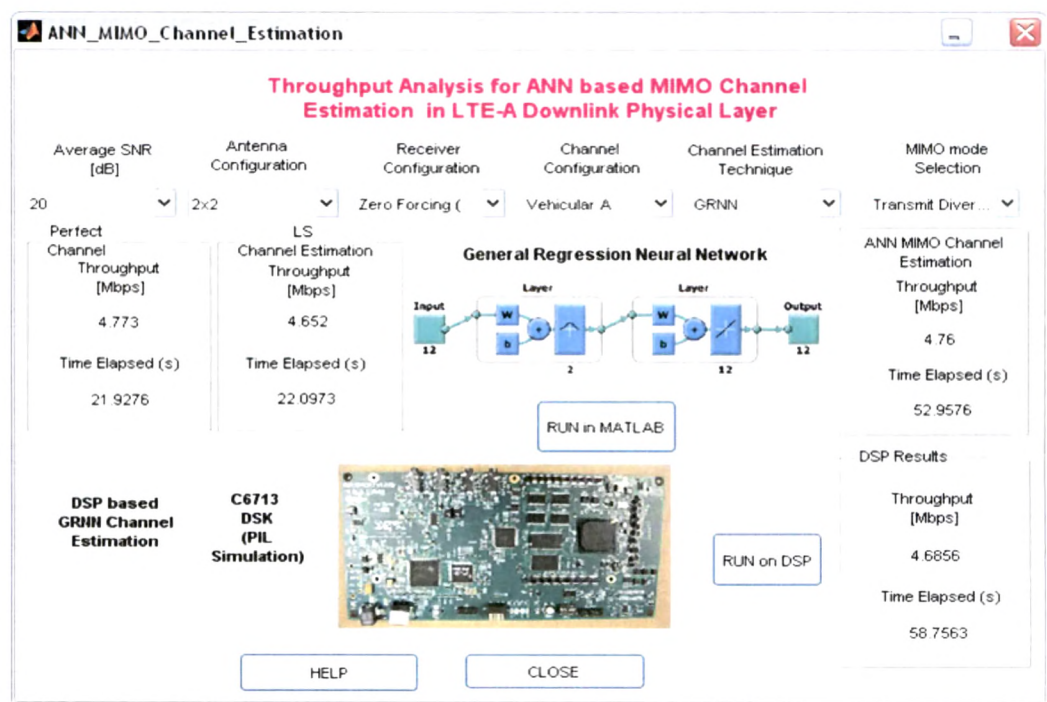 ANN_MIMO_Channel_Estimation
Throughput Analysis for ANN based MIMO Channel
Estimation in LTE-A Downlink Physical Layer
Average SNR
[dB]
Antenna
Configuration
Receiver
Configuration
Channel
Configuration
Channel Estimation
Technique
MIMO mode
Selection
20
2x2
Zero Forcing (
Vehicular A
GRNN
Transmit Diver...
Perfect
Channel
Throughput
[Mbps]
4.773
Time Elapsed (s)
21.9276
LS
Channel Estimation
Throughput
[Mbps]
4.652
Time Elapsed (s)
22.0973
General Regression Neural Network
Input
12
Layer
W
b
+
2
Layer
W
b
+
12
Output
12
RUN in MATLAB
ANN MIMO Channel
Estimation
Throughput
[Mbps]
4.76
Time Elapsed (s)
52.9576
DSP based
GRNN Channel
Estimation
C6713
DSK
(PIL
Simulation)
RUN on DSP
DSP Results
Throughput
[Mbps]
4.6856
Time Elapsed (s)
58.7563
HELP
CLOSE